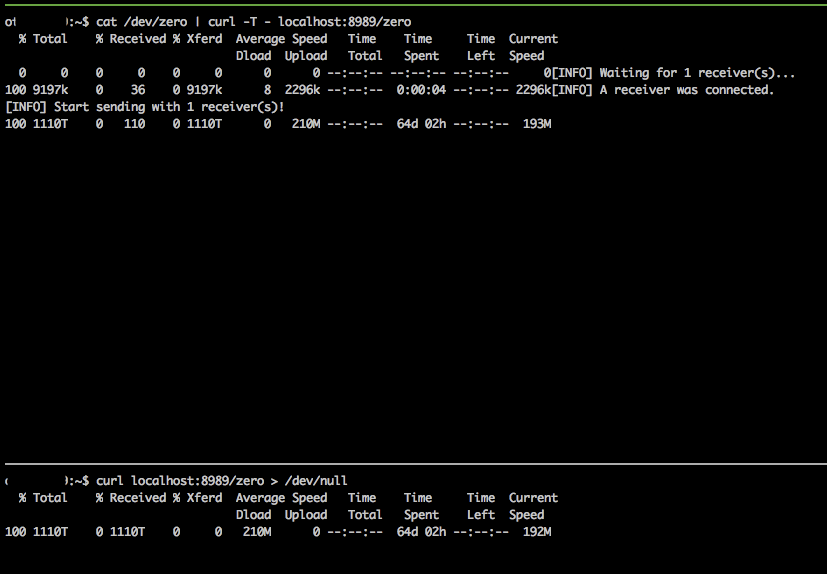 :~$ cat /dev/zero | curl -T - localhost:8989/zero
% Total % Received % Xferd Average Speed Time Time Time Current
Dload Upload Total Spent Left Speed
0 0 0 0 0 0 0 0 --:--:-- --:--:-- --:--:-- 0[INFO] Waiting for 1 receiver(s)...
100 9197k 0 36 0 9197k 8 2296k --:--:-- 0:00:04 --:--:-- 2296k[INFO] A receiver was connected.
[INFO] Start sending with 1 receiver(s)!
100 1110T 0 110 0 1110T 0 210M --:--:-- 64d 02h --:--:-- 193M
:~$ curl localhost:8989/zero > /dev/null
% Total % Received % Xferd Average Speed Time Time Time Current
Dload Upload Total Spent Left Speed
100 1110T 0 1110T 0 0 210M 0 --:--:-- 64d 02h --:--:-- 192M